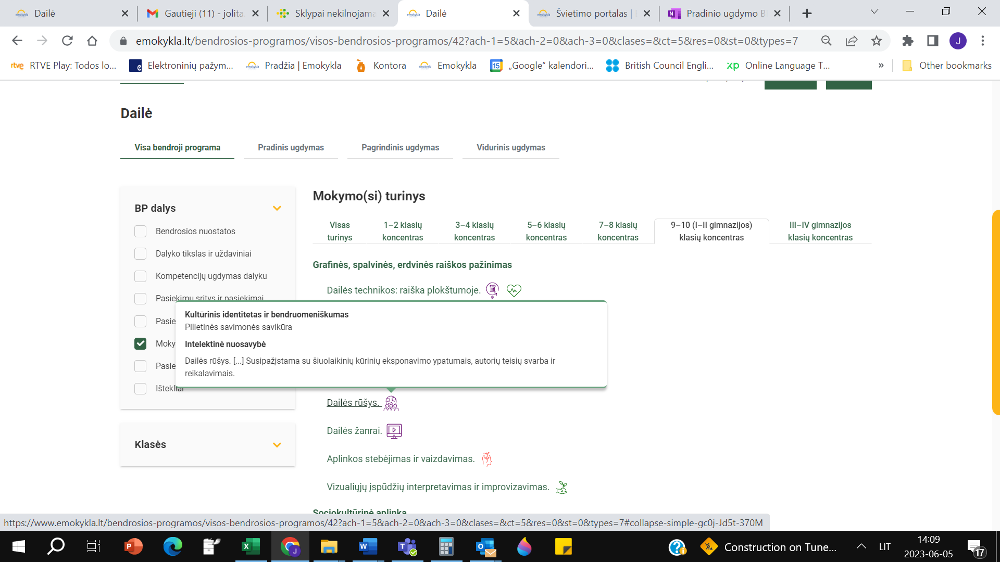 Dailė
Gautieji (11) - jolita.
Sklypai nekilnojama
Dailė
Švietimo portalas |
Pradinio ugdymo B
emokykla.lt/bendrosios-programos/visos-bendrosios-programos/42?ach-1=5&ach-2=0&ach-3=0&clases=&ct=5&res=0&st=0&types=7
J
rtve RTVE Play: Todos lo...
Elektroninių pažym...
Pradžia | Emokykla
Kontora
Emokykla
15 „Google“ kalendori...
British Council Engli...
xp Online Language T...
»
Other bookmarks
Dailė
Visa bendroji programa
Pradinis ugdymas
Pagrindinis ugdymas
Vidurinis ugdymas
BP dalys
Bendrosios nuostatos
Dalyko tikslas ir uždaviniai
Kompetencijų ugdymas dalyku
Pasiekimų sritys ir pasiekimai
Pasie
Moky
Pasie
Ištekliai
Klasės
Mokymo(si) turinys
Visas turinys
1–2 klasių koncentras
3–4 klasių koncentras
5–6 klasių koncentras
7–8 klasių koncentras
9–10 (I–II gimnazijos) klasių koncentras
III–IV gimnazijos klasių koncentras
Grafinės, spalvinės, erdvinės raiškos pažinimas
Dailės technikos: raiška plokštumoje.
Kultūrinis identitetas ir bendruomeniškumas
Pilietinės savimonės savikūra
Intelektinė nuosavybė
Dailės rūšys. [...] Susipažįstama su šiuolaikinių kūrinių eksponavimo ypatumais, autorių teisių svarba ir
reikalavimais.
Dailės rūšys.
Dailės žanrai.
Aplinkos stebėjimas ir vaizdavimas.
Vizualiųjų įspūdžių interpretavimas ir improvizavimas.
Sociokultūrinė aplinka
https://www.emokykla.lt/bendrosios-programos/visos-bendrosios-programos/42?ach-1=5&ach-2=0&ach-3=0&clases=&ct=5&res=0&st=0&types=7#collapse-simple-gc0j-Jd5t-370M
Construction on Tune...
LIT
14:09
2023-06-05
17